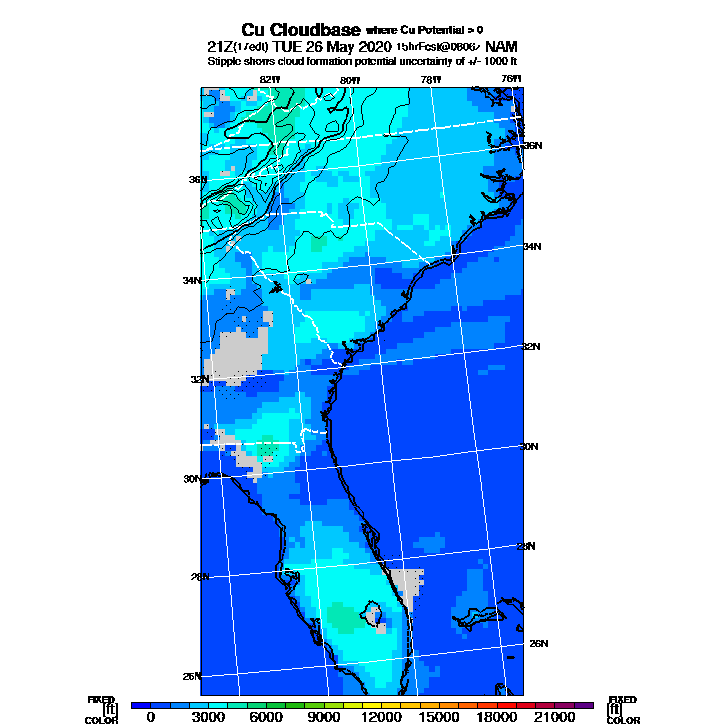 Cu Cloudbase where Cu Potential > 0
21Z(17edt) TUE 26 May 2020 15hrFcst@0806z NAM
Stipple shows cloud formation potential uncertainty of +/- 1000 ft
82W 80W 78W 76W
36N
36N
34N
34N
32N
32N
30N
30N
28N
28N
26N
26N
FIXED FIXED
[ft] [ft]
COLOR COLOR
0 3000 6000 9000 12000 15000 18000 21000